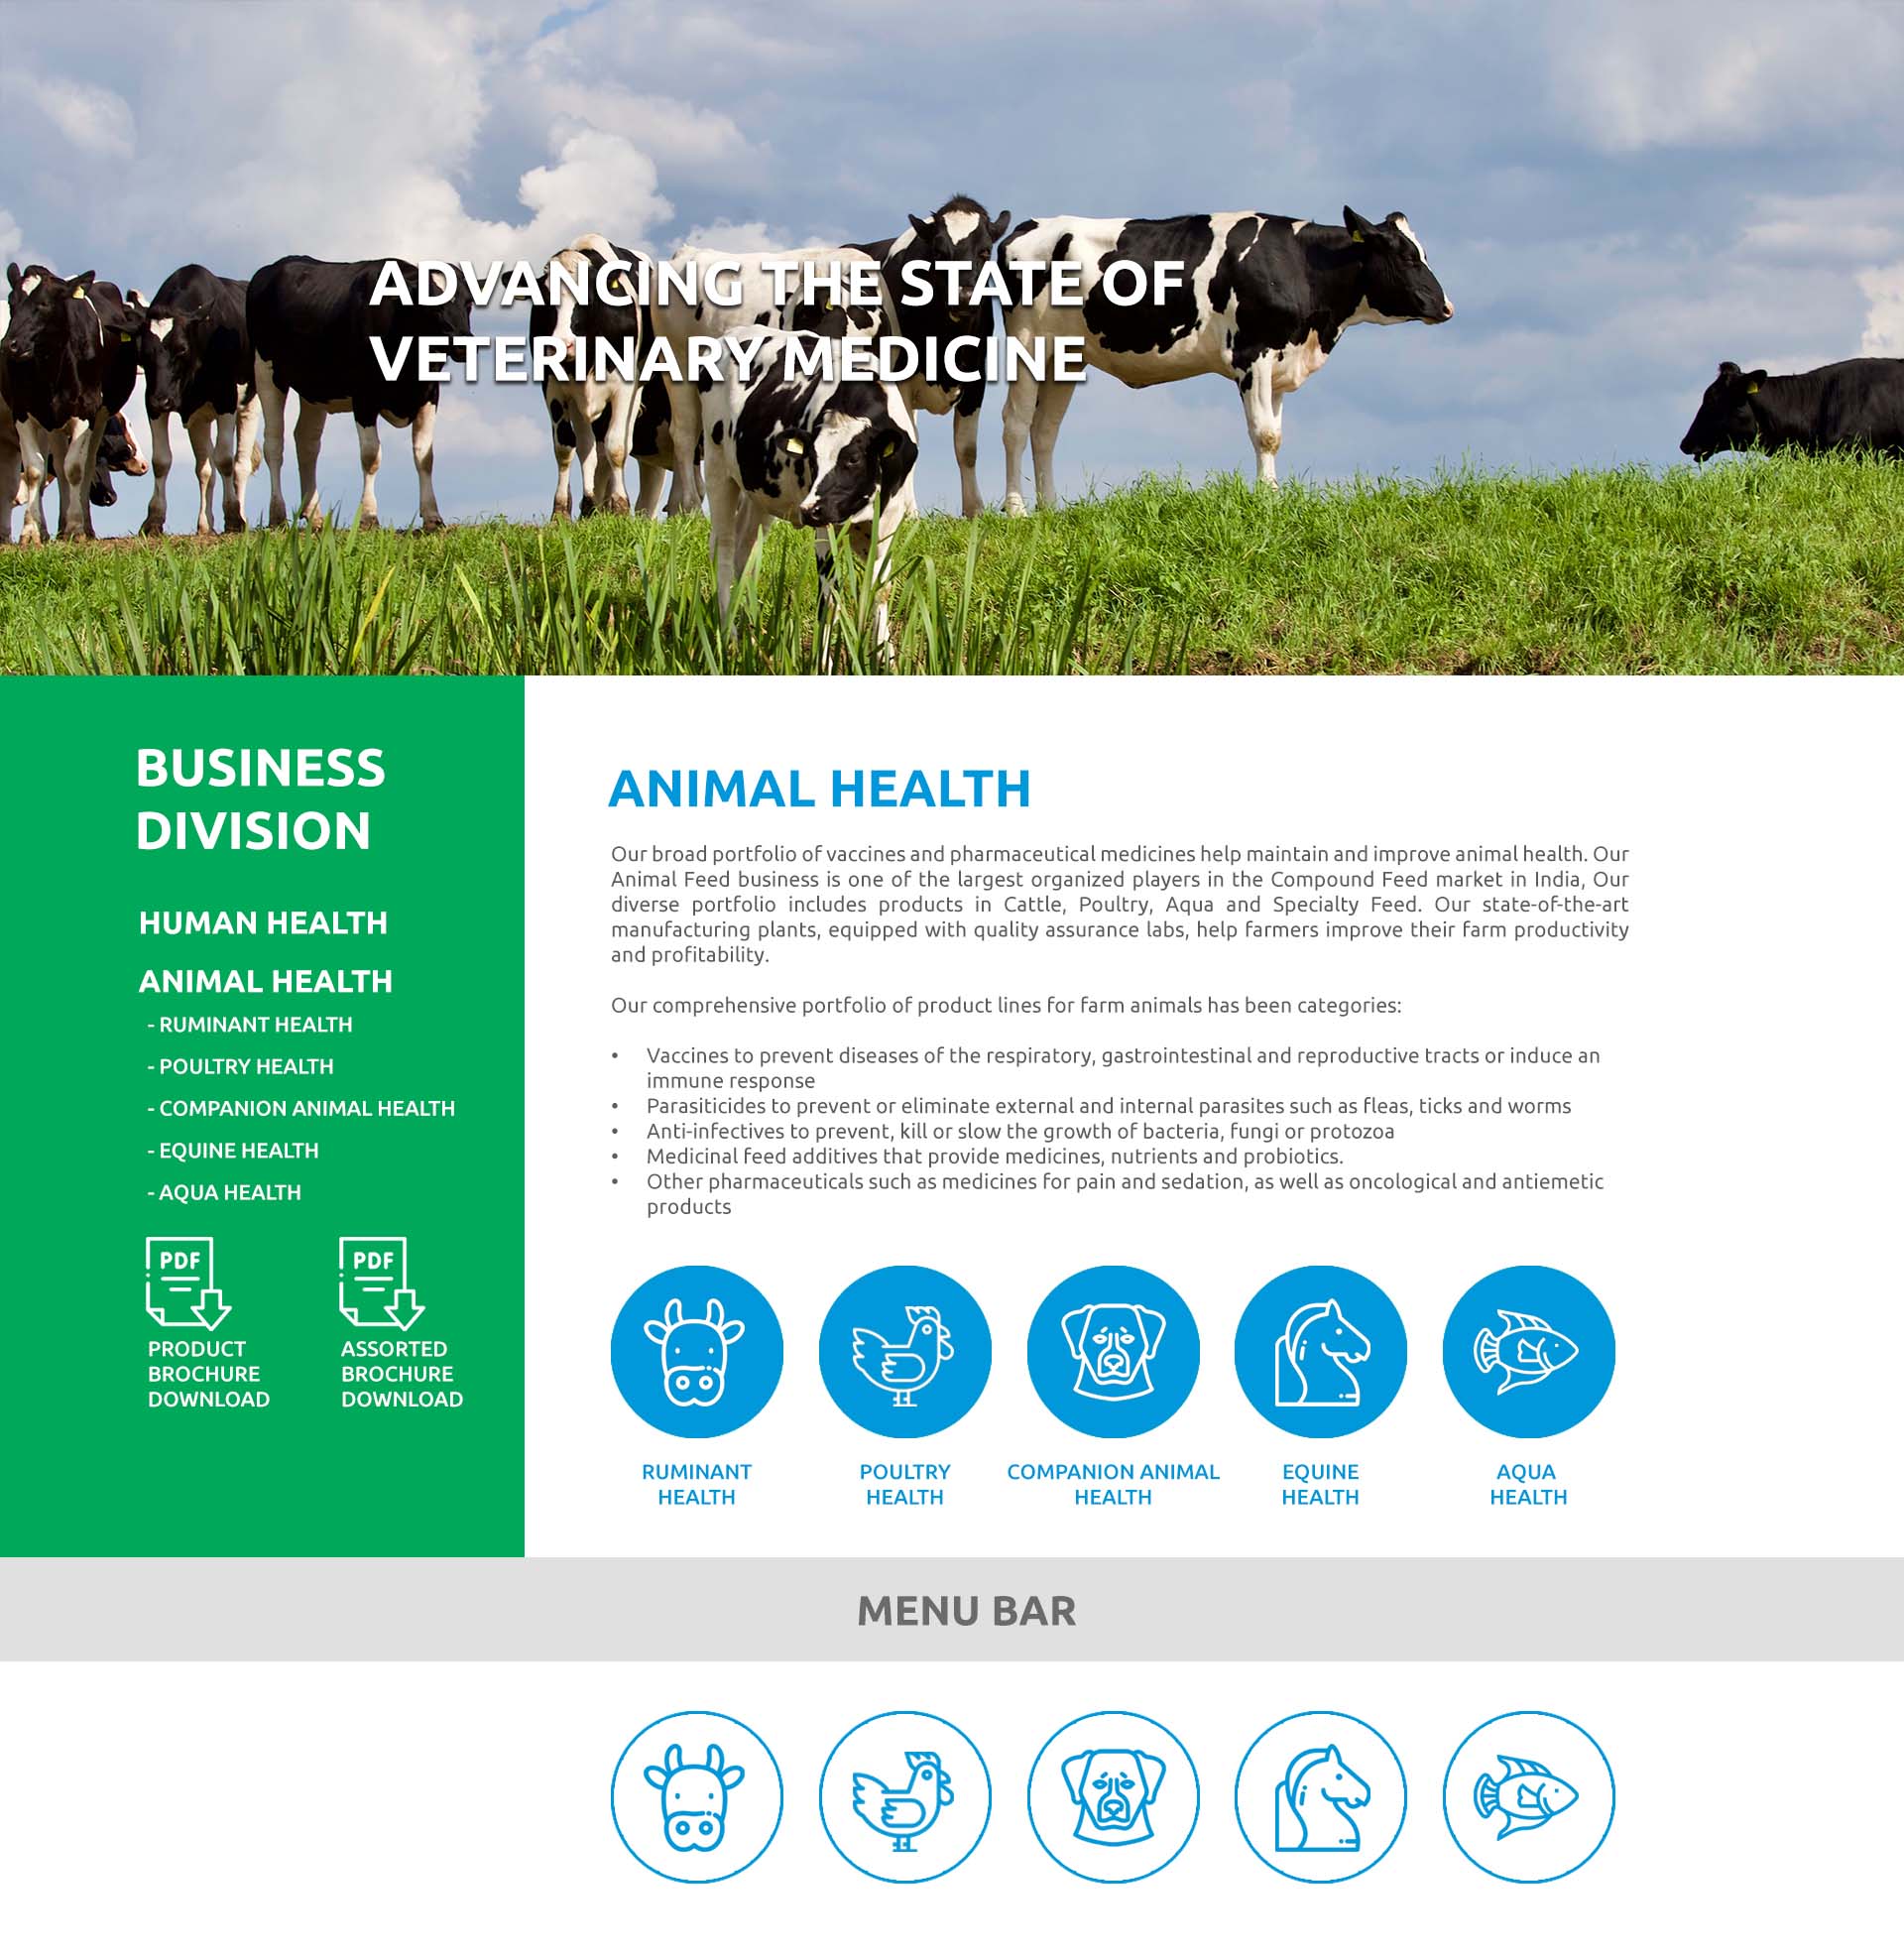 ADVANCING THE STATE OF
VETERINARY MEDICINE
BUSINESS
DIVISION
HUMAN HEALTH
ANIMAL HEALTH
- RUMINANT HEALTH
- POULTRY HEALTH
- COMPANION ANIMAL HEALTH
- EQUINE HEALTH
- AQUA HEALTH
PDF
PRODUCT
BROCHURE
DOWNLOAD
PDF
ASSORTED
BROCHURE
DOWNLOAD
ANIMAL HEALTH
Our broad portfolio of vaccines and pharmaceutical medicines help maintain and improve animal health. Our
Animal Feed business is one of the largest organized players in the Compound Feed market in India, Our
diverse portfolio includes products in Cattle, Poultry, Aqua and Specialty Feed. Our state-of-the-art
manufacturing plants, equipped with quality assurance labs, help farmers improve their farm productivity
and profitability.
Our comprehensive portfolio of product lines for farm animals has been categories:
• Vaccines to prevent diseases of the respiratory, gastrointestinal and reproductive tracts or induce an
immune response
• Parasiticides to prevent or eliminate external and internal parasites such as fleas, ticks and worms
• Anti-infectives to prevent, kill or slow the growth of bacteria, fungi or protozoa
• Medicinal feed additives that provide medicines, nutrients and probiotics.
• Other pharmaceuticals such as medicines for pain and sedation, as well as oncological and antiemetic
products
RUMINANT
HEALTH
POULTRY
HEALTH
COMPANION ANIMAL
HEALTH
EQUINE
HEALTH
AQUA
HEALTH
MENU BAR